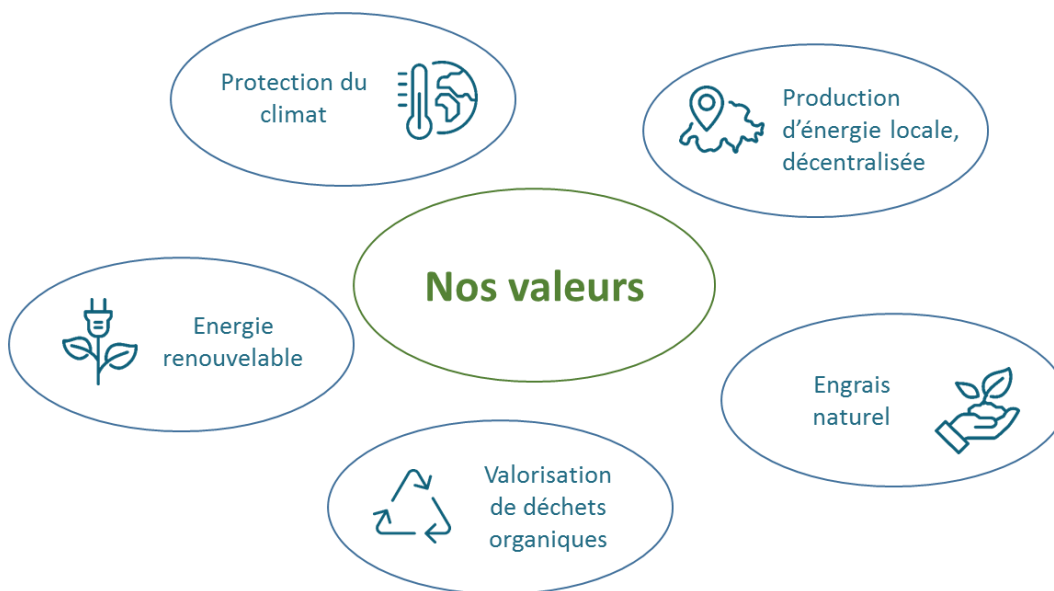 Protection du
climat
Production
d’énergie locale,
décentralisée
Nos valeurs
Energie
renouvelable
Engrais
naturel
Valorisation
de déchets
organiques